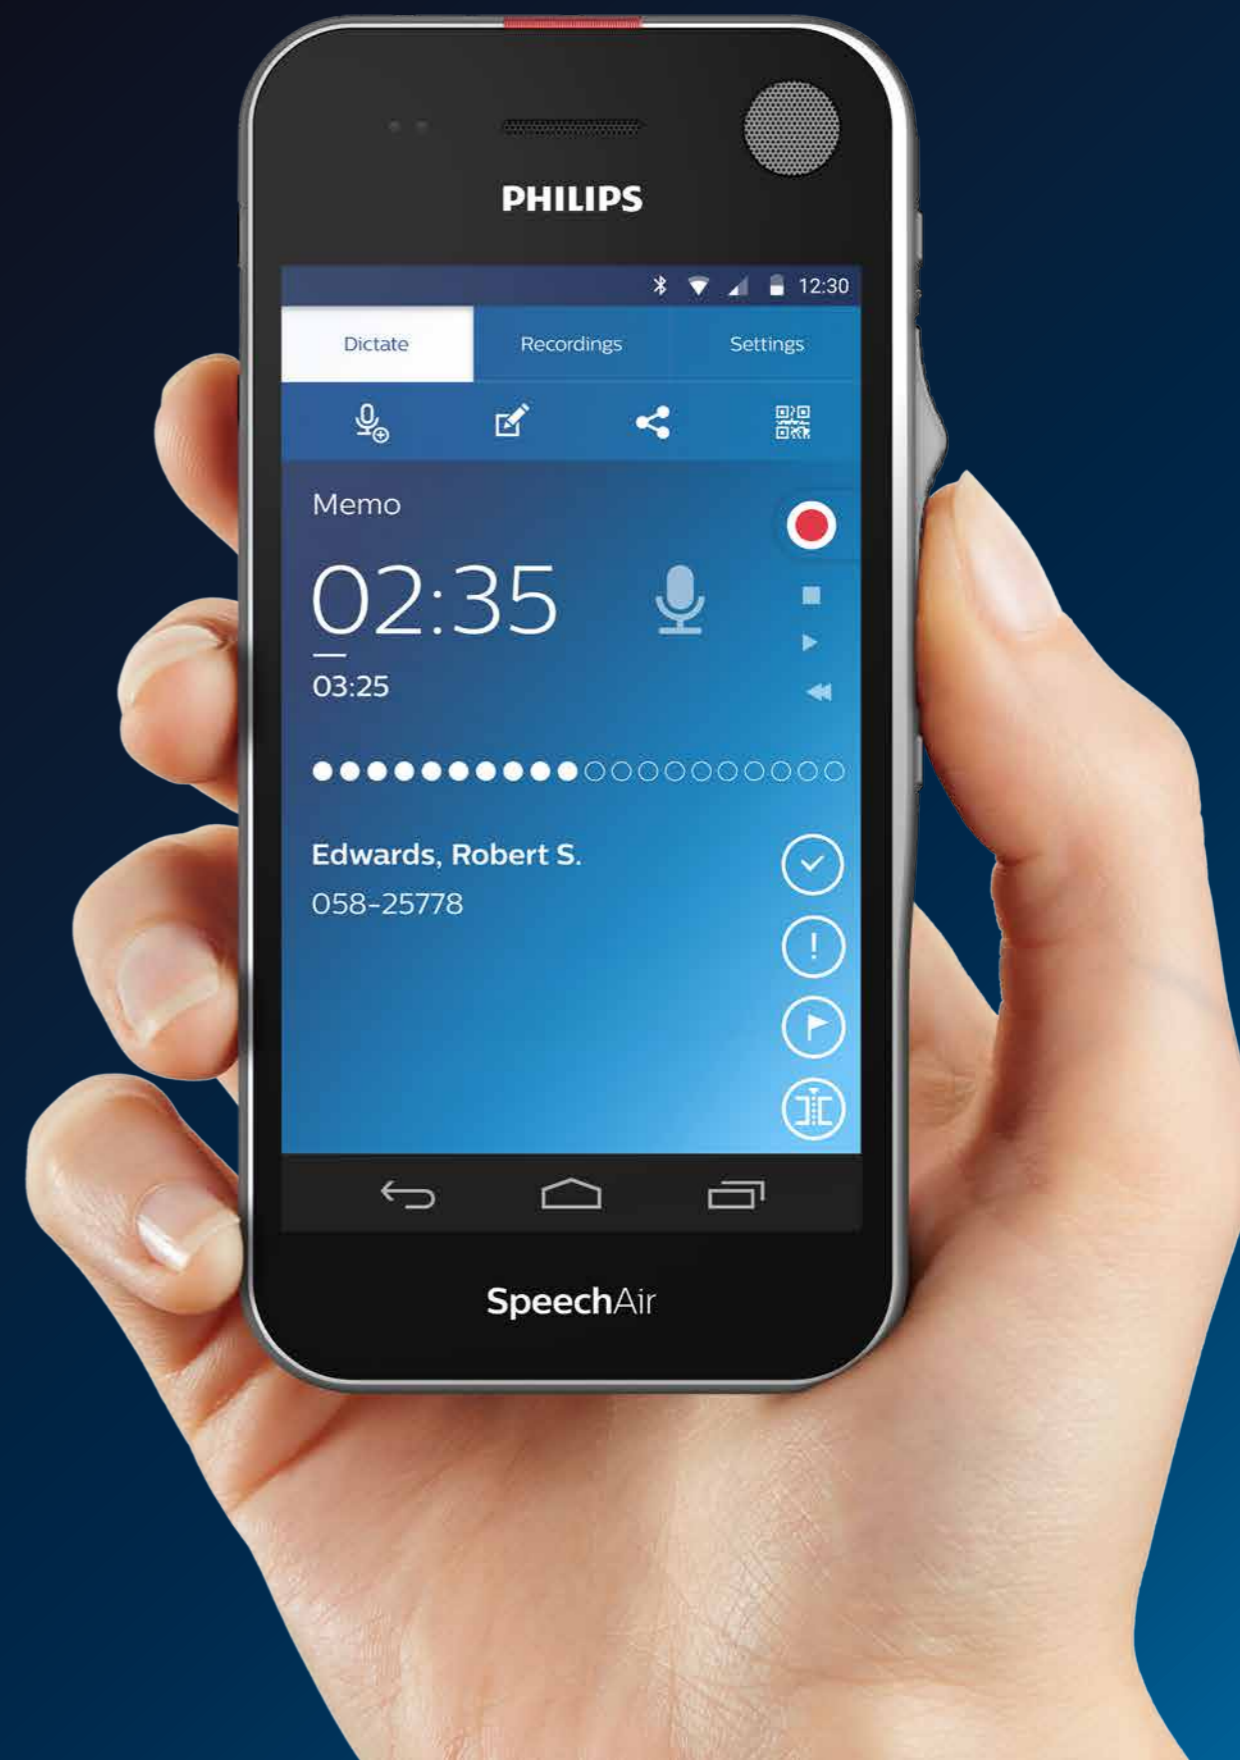 PHILIPS
12:30
Dictate Recordings Settings
Memo
02:35
03:25
Edwards, Robert S.
058-25778
SpeechAir